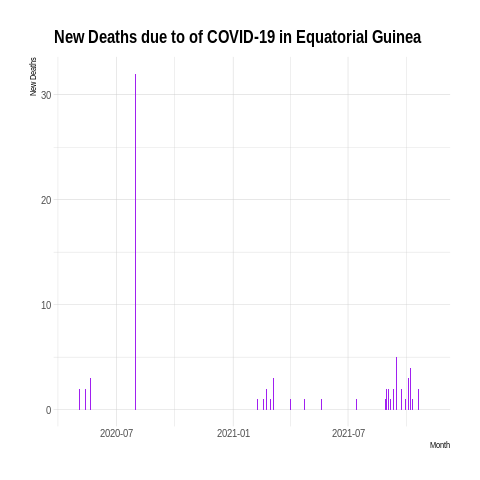 New Deaths due to of COVID-19 in Equatorial Guinea
New Deaths
30
20
10
0
2020-07 2021-01 2021-07
Month